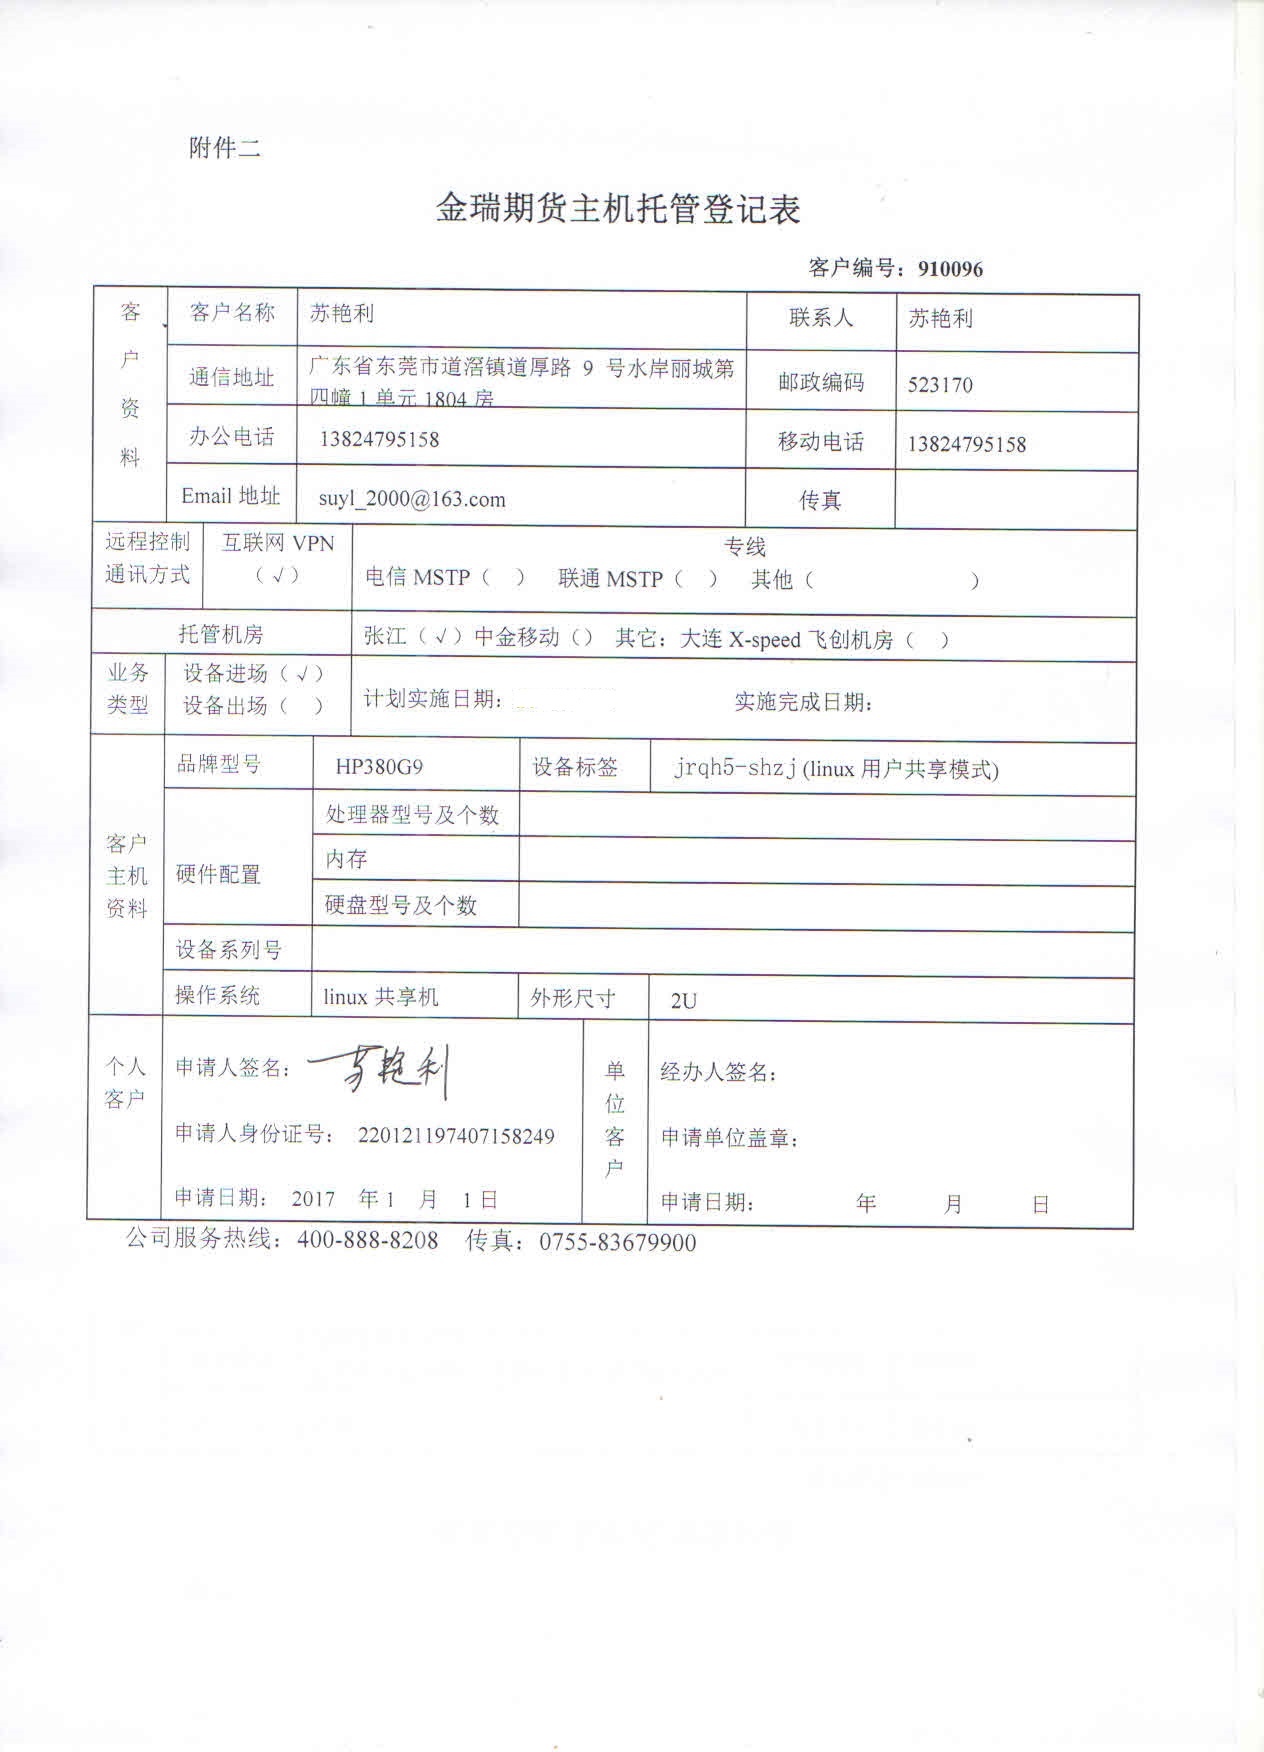 附件二
金瑞期货主机托管登记表
客户编号：910096
客户资料
客户名称 苏艳利 联系人 苏艳利
通信地址 广东省东莞市道滘镇道厚路 9 号水岸丽城第
四幢 1 单元 1804 房 邮政编码 523170
办公电话 13824795158 移动电话 13824795158
Email 地址 suyl_2000@163.com 传真
远程控制 互联网 VPN 专线
通讯方式 （√） 电信 MSTP（ ） 联通 MSTP（ ） 其他（ ）
托管机房 张江（√）中金移动（） 其它：大连 X-speed 飞创机房（ ）
业务 设备进场（√）
类型 设备出场（ ） 计划实施日期： 实施完成日期：
客户
主机
资料
品牌型号 HP380G9 设备标签 jrqh5-shzj (linux 用户共享模式)
硬件配置
处理器型号及个数
内存
硬盘型号及个数
设备系列号
操作系统 linux 共享机 外形尺寸 2U
个人
客户
申请人签名：苏艳利
申请人身份证号： 220121197407158249
申请日期： 2017 年 1 月 1 日
单位客户
经办人签名：
申请单位盖章：
申请日期： 年 月 日
公司服务热线：400-888-8208 传真：0755-83679900